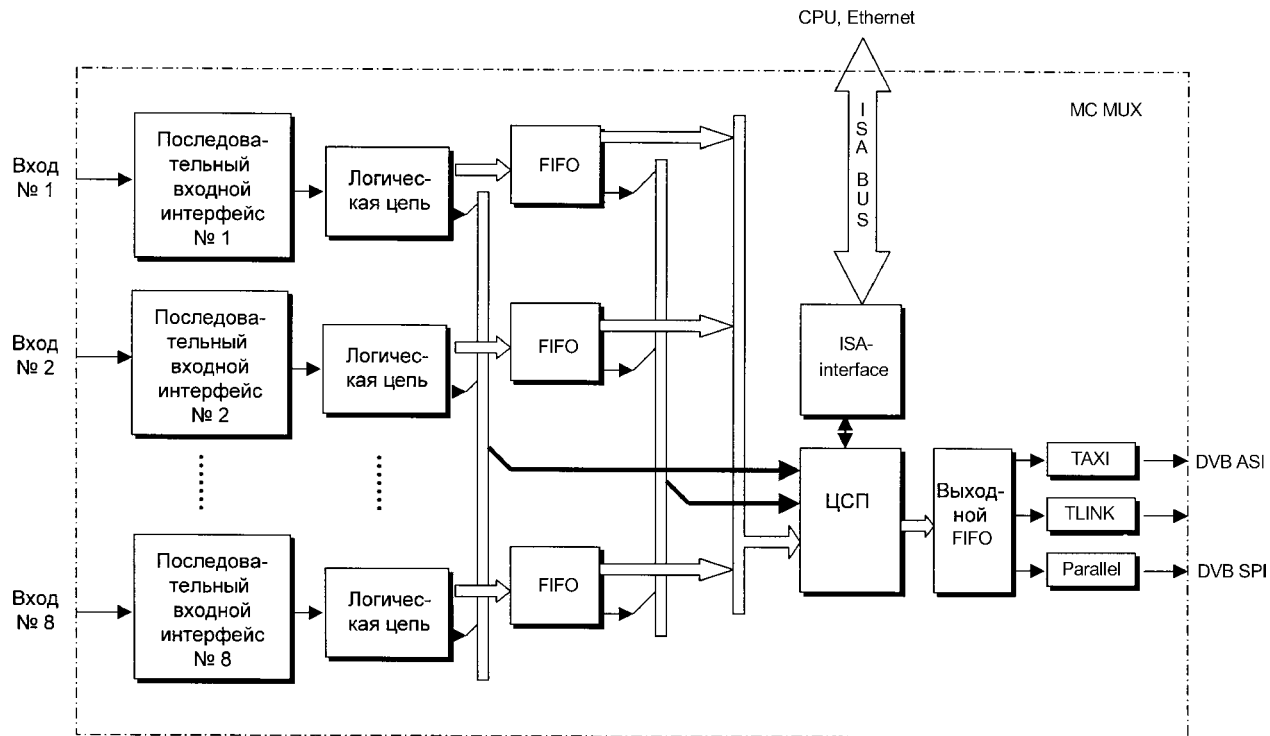 CPU, Ethernet
MC MUX
ISA BUS
Вход
№ 1
Последова-
тельный
входной
интерфейс
№ 1
Логичес-
кая цепь
FIFO
Вход
№ 2
Последова-
тельный
входной
интерфейс
№ 2
Логичес-
кая цепь
FIFO
ISA-
interface
ЦСП
Выход-
ной
FIFO
TAXI
DVB ASI
TLINK
Parallel
DVB SPI
Вход
№ 8
Последова-
тельный
входной
интерфейс
№ 8
Логичес-
кая цепь
FIFO